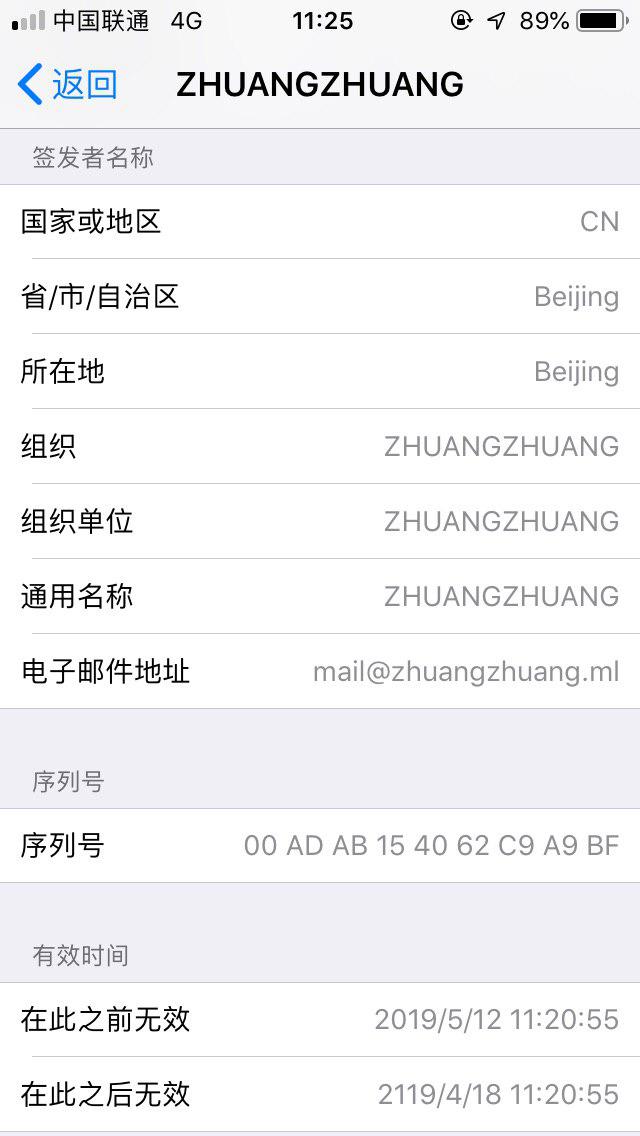 中国联通 4G 11:25 89%
返回 ZHUANGZHUANG
签发者名称
国家或地区 CN
省/市/自治区 Beijing
所在地 Beijing
组织 ZHUANGZHUANG
组织单位 ZHUANGZHUANG
通用名称 ZHUANGZHUANG
电子邮件地址 mail@zhuangzhuang.ml
序列号
序列号 00 AD AB 15 40 62 C9 A9 BF
有效时间
在此之前无效 2019/5/12 11:20:55
在此之后无效 2119/4/18 11:20:55